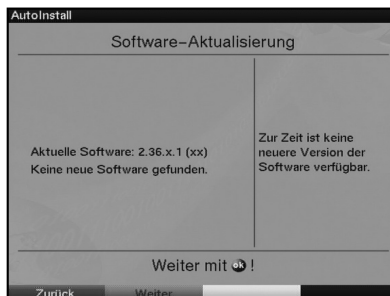 AutoInstall
Software-Aktualisierung
Aktuelle Software: 2.36.x.1 (xx)
Keine neue Software gefunden.
Zur Zeit ist keine
neuere Version der
Software verfügbar.
Weiter mit ok !
Zurück Weiter